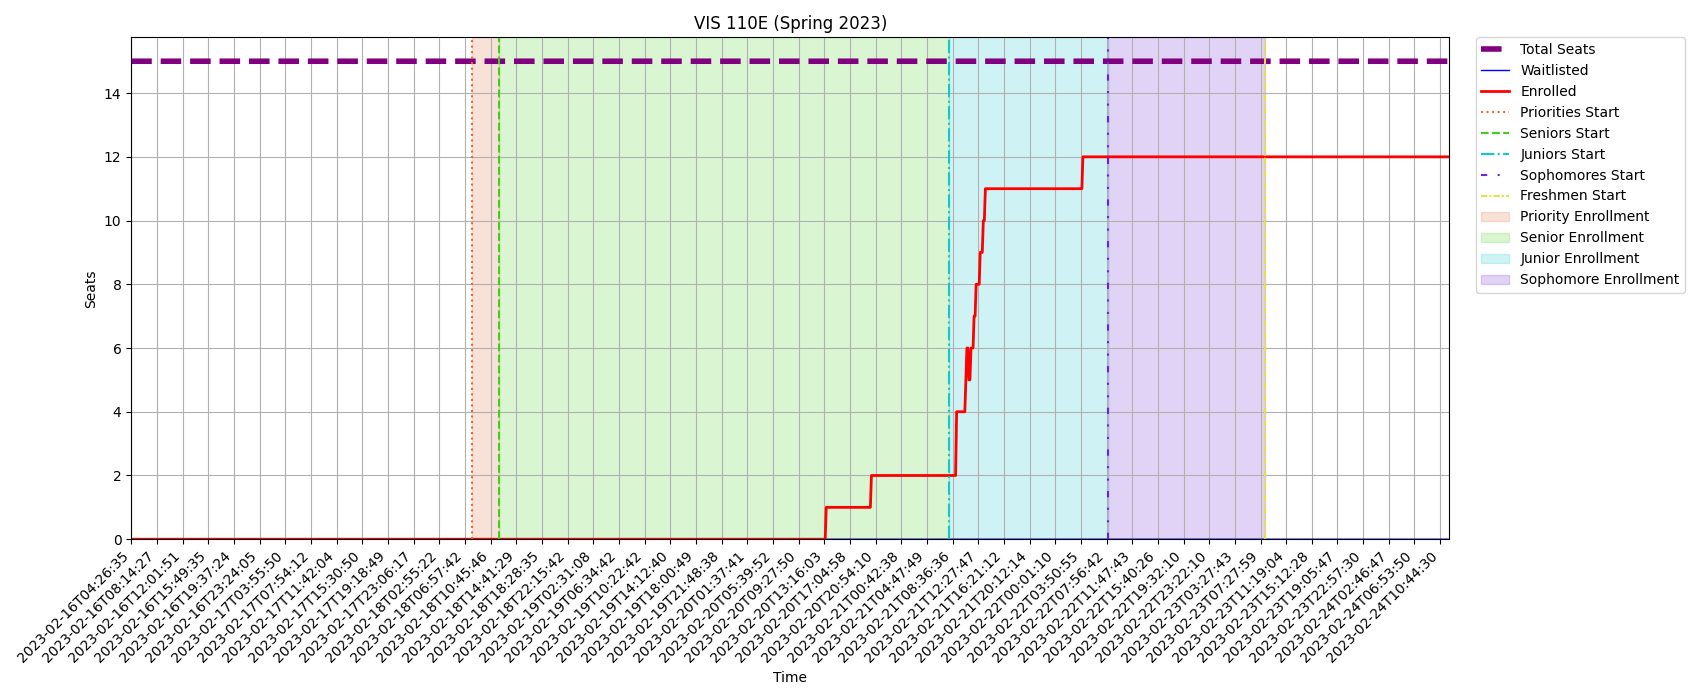 VIS 110E (Spring 2023)
Seats
14
12
10
8
6
4
2
0
2023-02-16T04:26:35
2023-02-16T08:14:27
2023-02-16T12:01:51
2023-02-16T15:49:35
2023-02-16T19:37:24
2023-02-16T23:24:05
2023-02-17T03:55:50
2023-02-17T07:54:12
2023-02-17T11:42:04
2023-02-17T15:30:50
2023-02-17T19:18:49
2023-02-17T23:06:17
2023-02-18T02:55:22
2023-02-18T06:57:42
2023-02-18T10:45:46
2023-02-18T14:41:29
2023-02-18T18:28:35
2023-02-18T22:15:42
2023-02-19T02:31:08
2023-02-19T06:34:42
2023-02-19T10:22:42
2023-02-19T14:12:40
2023-02-19T18:00:49
2023-02-19T21:48:38
2023-02-20T01:37:41
2023-02-20T05:39:52
2023-02-20T09:27:50
2023-02-20T13:16:03
2023-02-20T17:04:58
2023-02-20T20:54:10
2023-02-21T00:42:38
2023-02-21T04:47:49
2023-02-21T08:36:36
2023-02-21T12:27:47
2023-02-21T16:21:12
2023-02-21T20:12:14
2023-02-22T00:01:10
2023-02-22T03:50:55
2023-02-22T07:56:42
2023-02-22T11:47:43
2023-02-22T15:40:26
2023-02-22T19:32:10
2023-02-22T23:22:10
2023-02-23T03:27:43
2023-02-23T07:27:59
2023-02-23T11:19:04
2023-02-23T15:12:28
2023-02-23T19:05:47
2023-02-23T22:57:30
2023-02-24T02:46:47
2023-02-24T06:53:50
2023-02-24T10:44:30
Time
Total Seats
Waitlisted
Enrolled
Priorities Start
Seniors Start
Juniors Start
Sophomores Start
Freshmen Start
Priority Enrollment
Senior Enrollment
Junior Enrollment
Sophomore Enrollment